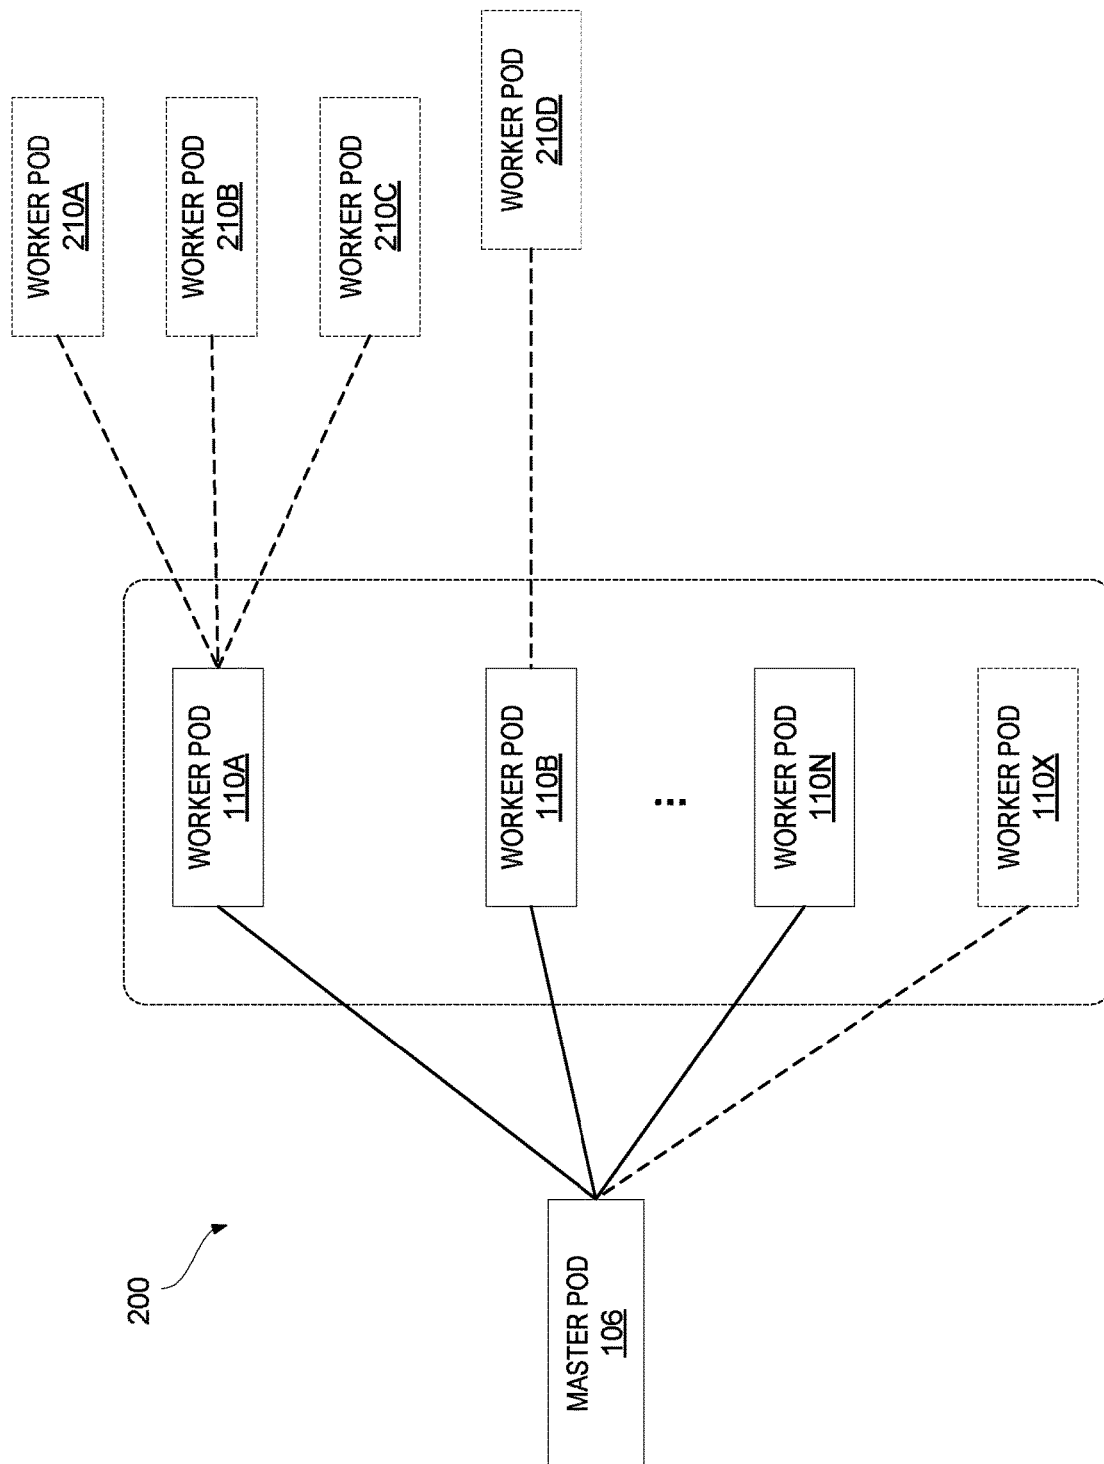 200
MASTER POD
106
WORKER POD
110A
WORKER POD
110B
...
WORKER POD
110N
WORKER POD
110X
WORKER POD
210A
WORKER POD
210B
WORKER POD
210C
WORKER POD
210D